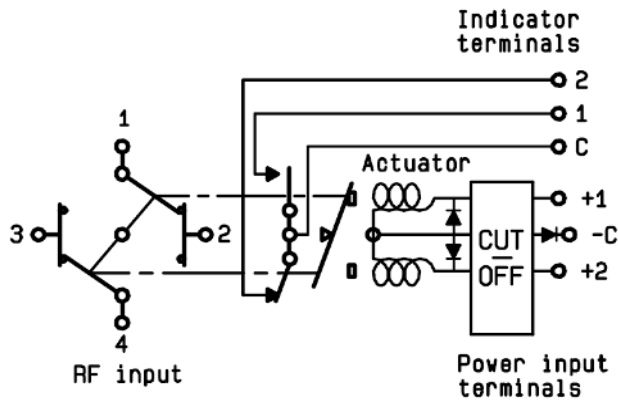 Indicator
terminals
2
1
C
1
Actuator
+1
3
2
CUT
OFF
-C
+2
4
RF input
Power input
terminals